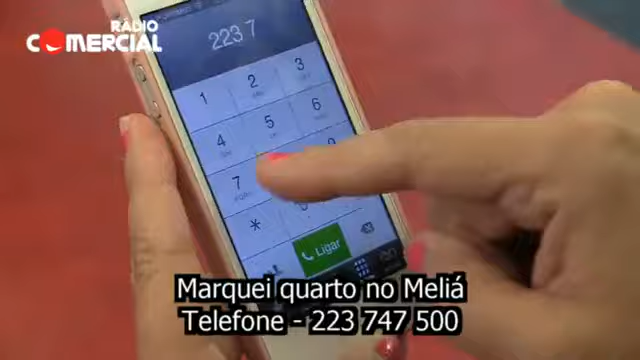 RÁDIO
COMERCIAL
223 7
1 2 3
4 5 6
7
*
Ligar
Marquei quarto no Meliá
Telefone - 223 747 500